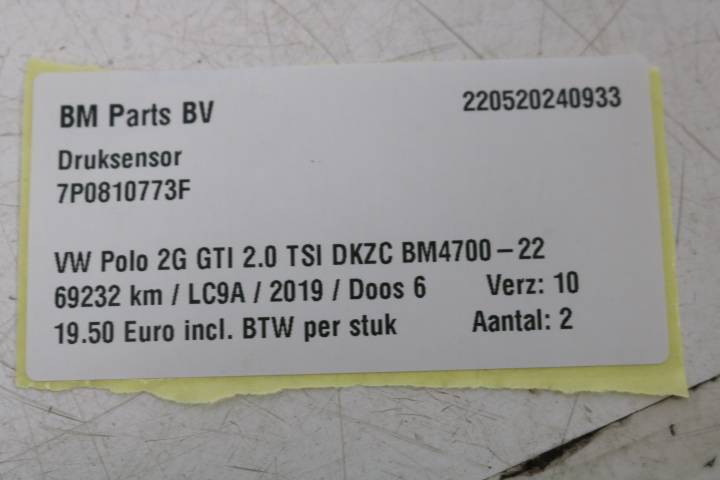 BM Parts BV 220520240933
Druksensor
7P0810773F
VW Polo 2G GTI 2.0 TSI DKZC BM4700-22
69232 km / LC9A / 2019 / Doos 6 Verz: 10
19.50 Euro incl. BTW per stuk Aantal: 2